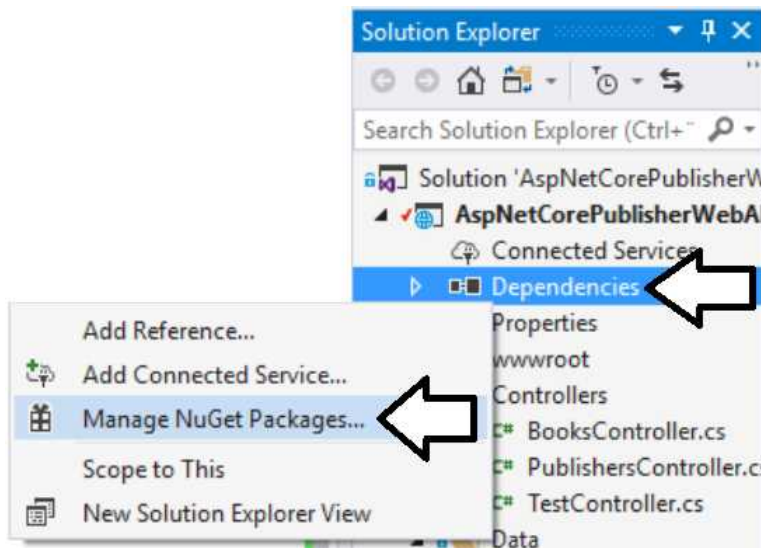 Solution Explorer
Search Solution Explorer (Ctrl+
Solution 'AspNetCorePublisherW
AspNetCorePublisherWebA
Connected Services
Dependencies
Properties
wwwroot
Controllers
C# BooksController.cs
C# PublishersController.c
C# TestController.cs
Data
Add Reference...
Add Connected Service...
Manage NuGet Packages...
Scope to This
New Solution Explorer View